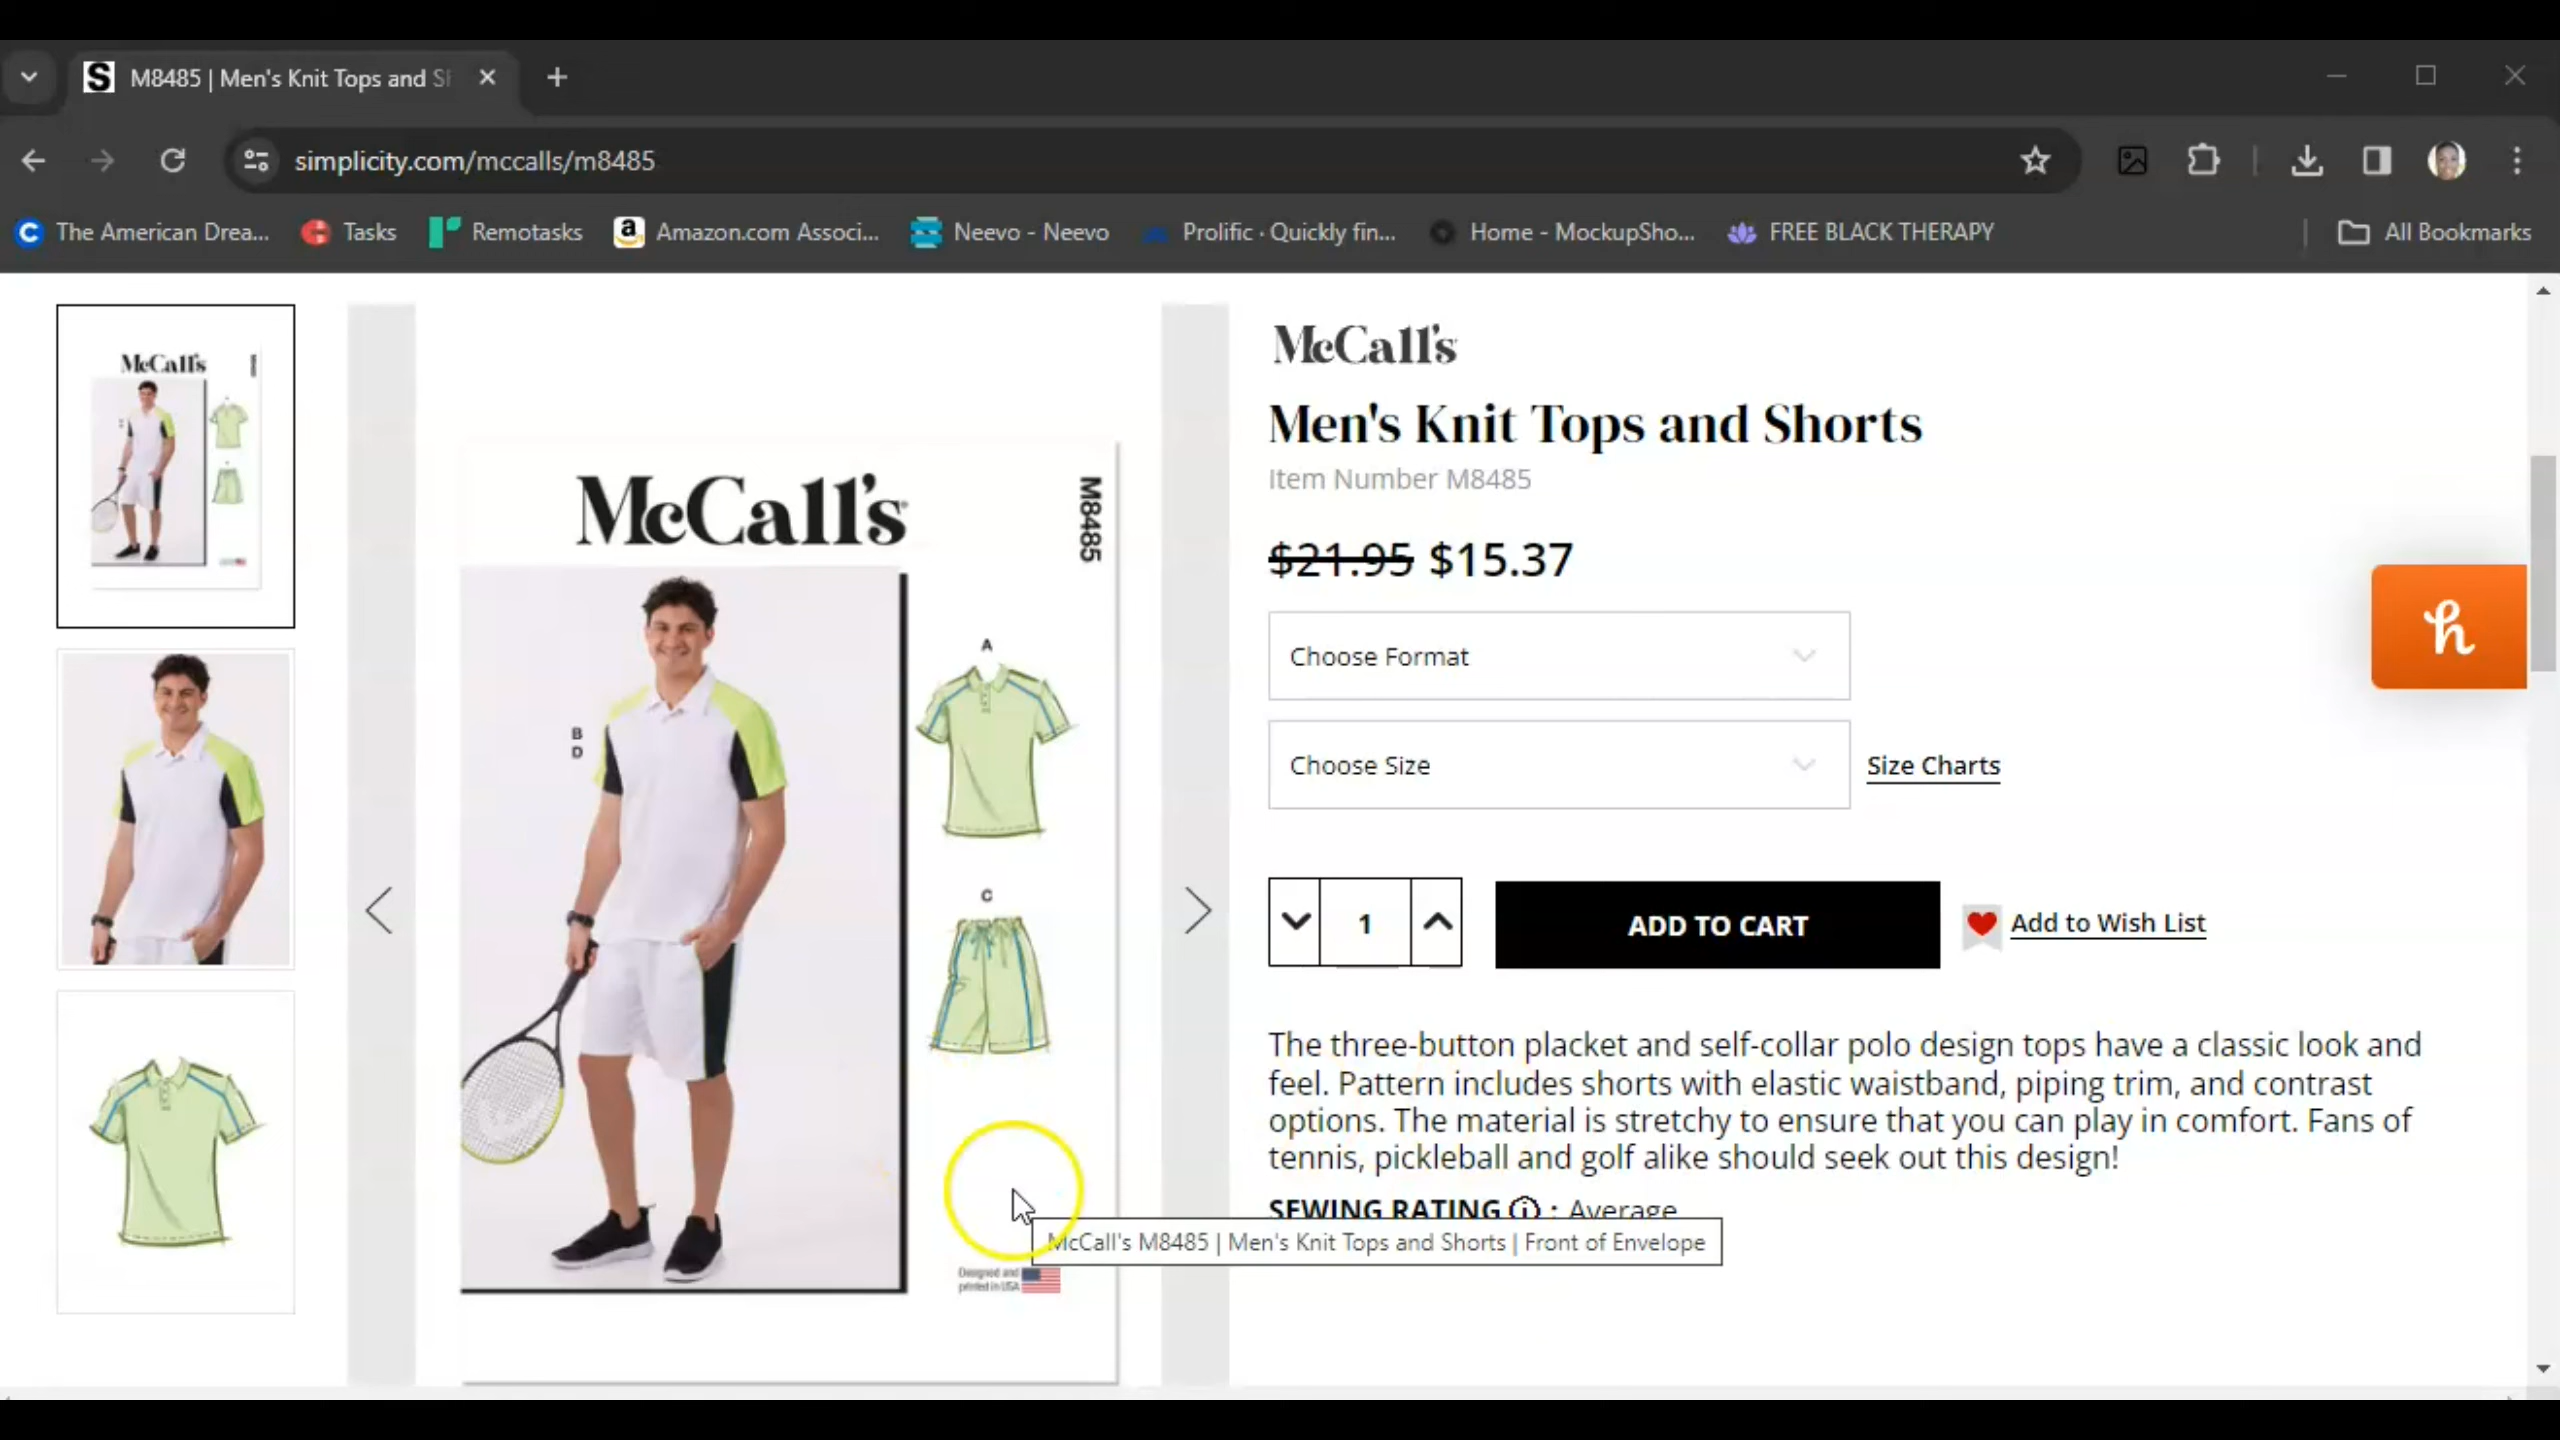 M8485 | Men's Knit Tops and Sl
simplicity.com/mccalls/m8485
The American Drea... Tasks Remotasks Amazon.com Associ... Neevo - Neevo Prolific · Quickly fin... Home - MockupSho... FREE BLACK THERAPY All Bookmarks
McCall's
McCall's
M8485
B
D
A
C
Designed and
printed in USA
McCall's
Men's Knit Tops and Shorts
Item Number M8485
$21.95 $15.37
Choose Format
Choose Size
Size Charts
1
ADD TO CART
Add to Wish List
The three-button placket and self-collar polo design tops have a classic look and
feel. Pattern includes shorts with elastic waistband, piping trim, and contrast
options. The material is stretchy to ensure that you can play in comfort. Fans of
tennis, pickleball and golf alike should seek out this design!
SEWING RATING : Average
McCall's M8485 | Men's Knit Tops and Shorts | Front of Envelope